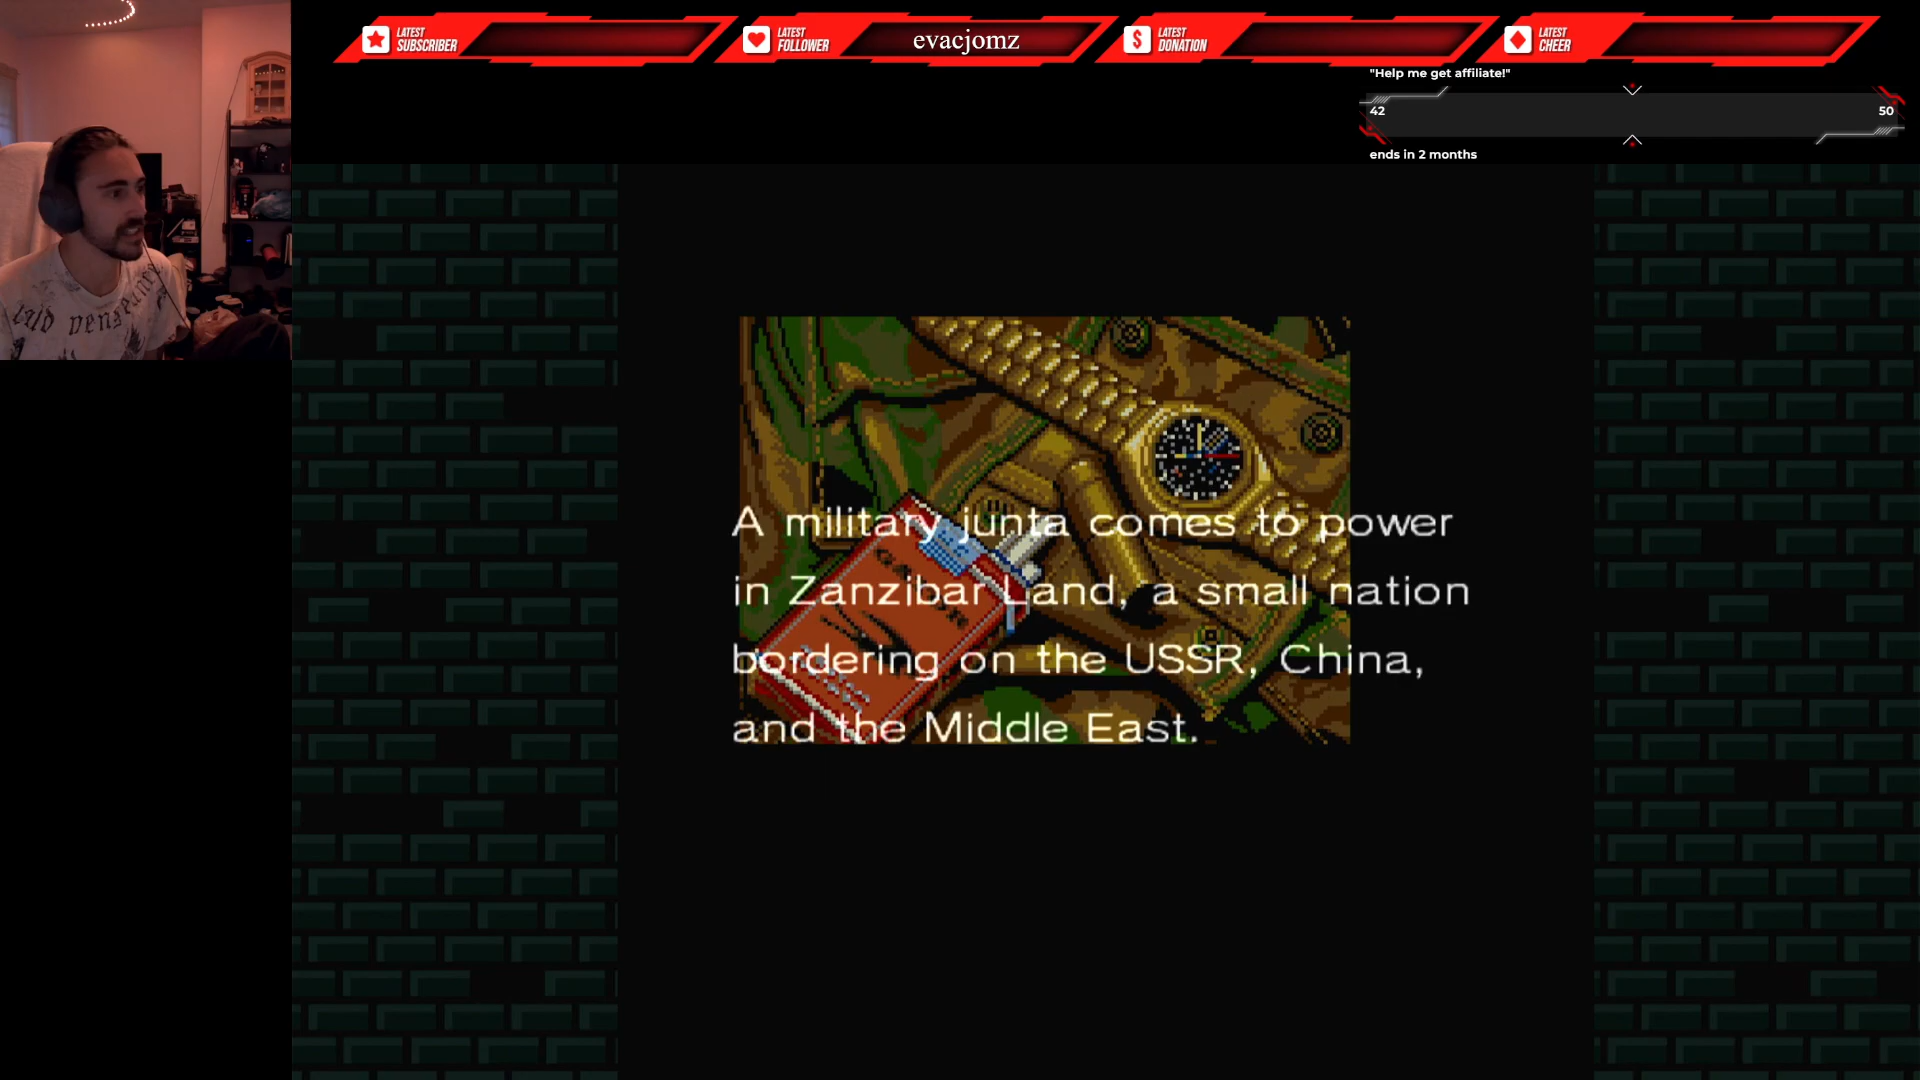 LATEST
SUBSCRIBER
LATEST
FOLLOWER
evacjomz
LATEST
DONATION
LATEST
CHEER
"Help me get affiliate!"
42
50
ends in 2 months
A military junta comes to power
in Zanzibar Land, a small nation
bordering on the USSR, China,
and the Middle East.